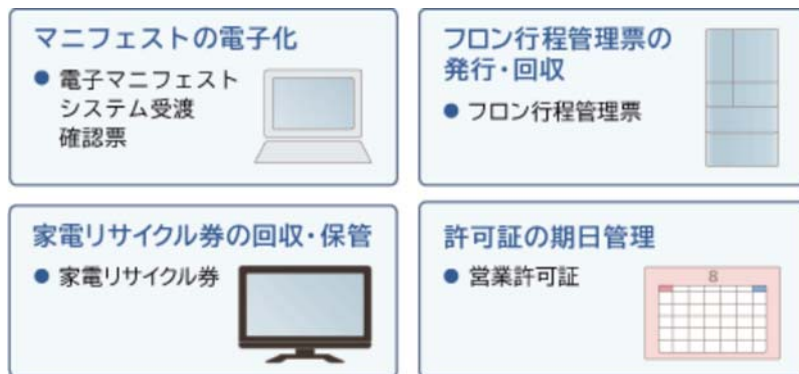 マニフェストの電子化
● 電子マニフェスト
システム受渡
確認票
フロン行程管理票の
発行・回収
● フロン行程管理票
家電リサイクル券の回収・保管
● 家電リサイクル券
許可証の期日管理
● 営業許可証
8